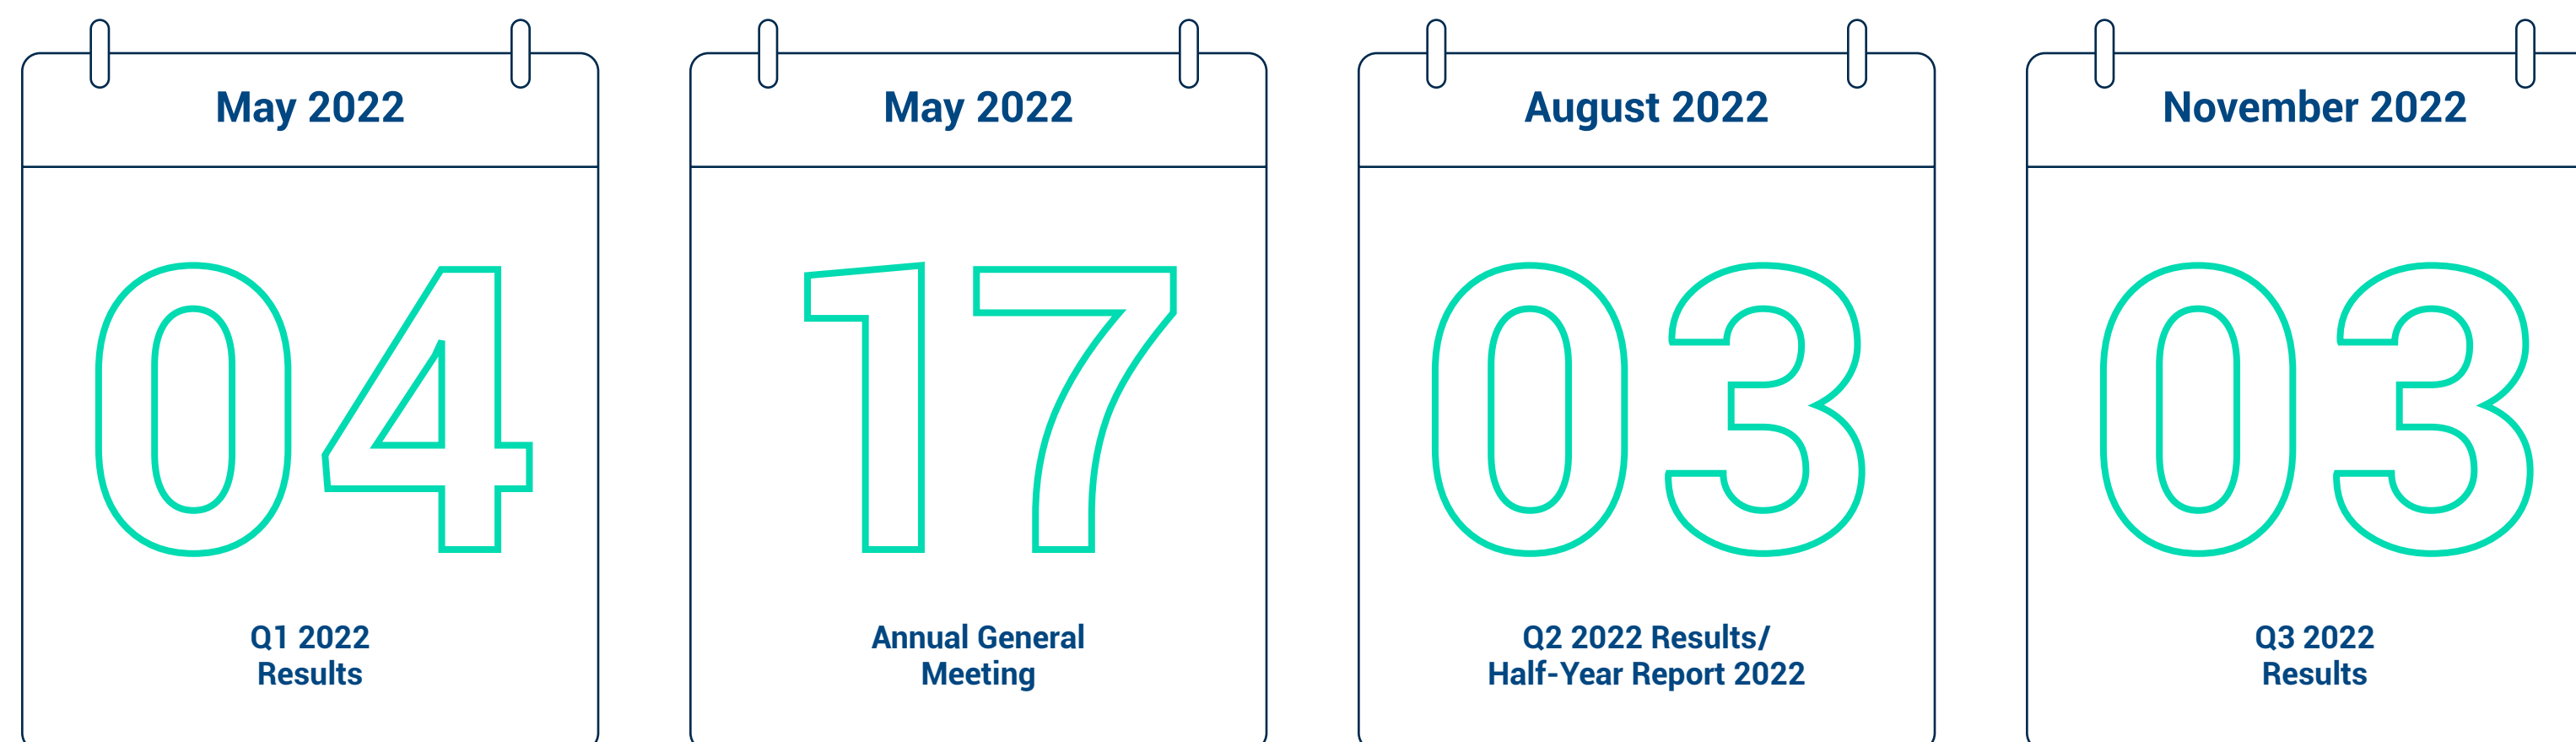 May 2022
04
Q1 2022
Results
May 2022
17
Annual General
Meeting
August 2022
03
Q2 2022 Results/
Half-Year Report 2022
November 2022
03
Q3 2022
Results